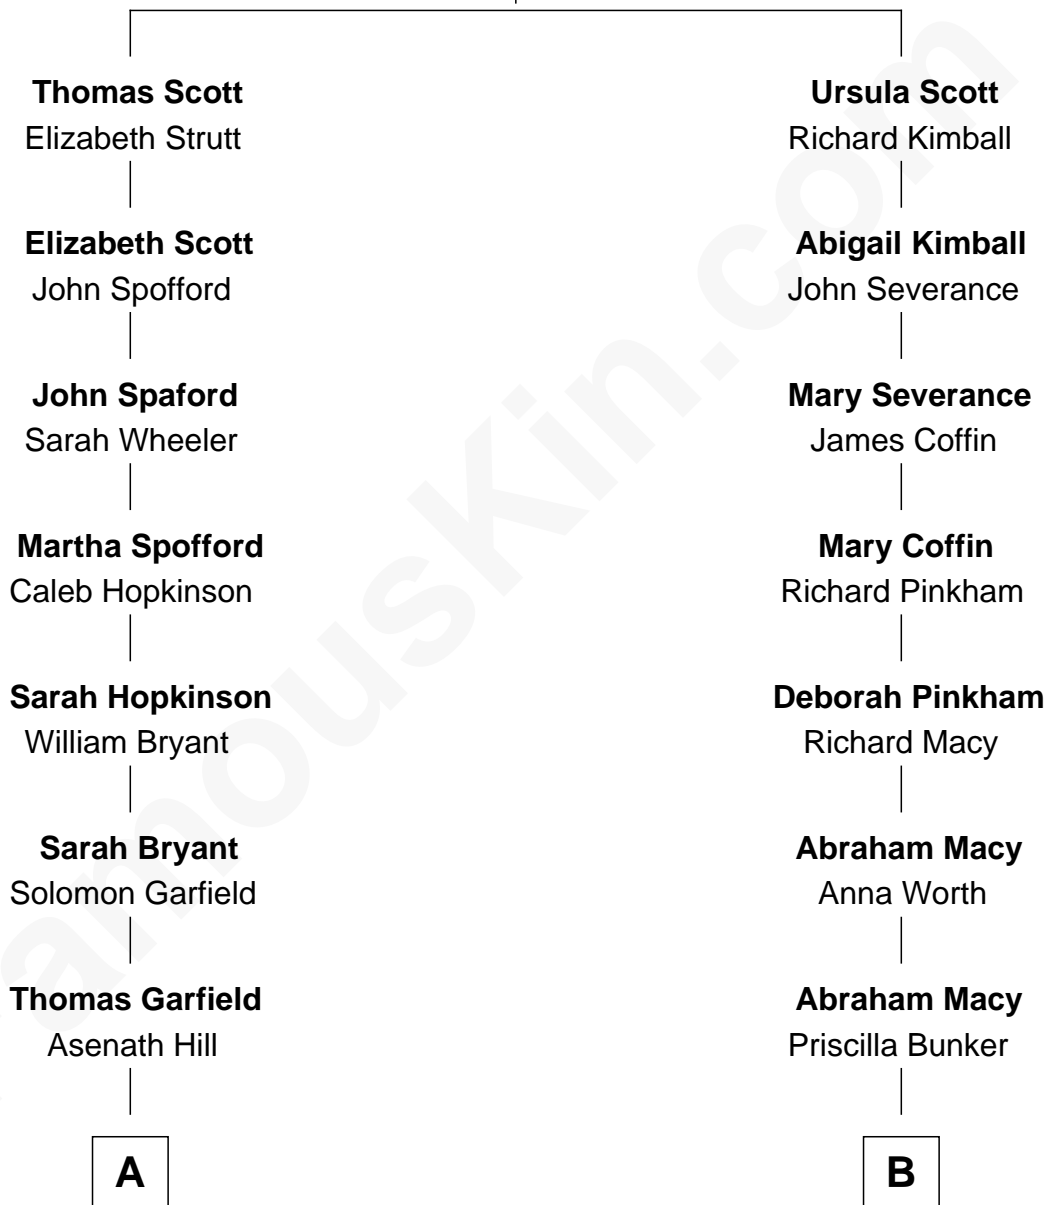 Thomas Scott
Elizabeth Strutt
Ursula Scott
Richard Kimball
Elizabeth Scott
John Spofford
Abigail Kimball
John Severance
John Spaford
Sarah Wheeler
Mary Severance
James Coffin
Martha Spofford
Caleb Hopkinson
Mary Coffin
Richard Pinkham
Sarah Hopkinson
William Bryant
Deborah Pinkham
Richard Macy
Sarah Bryant
Solomon Garfield
Abraham Macy
Anna Worth
Thomas Garfield
Asenath Hill
Abraham Macy
Priscilla Bunker
A
B
amouskin.com